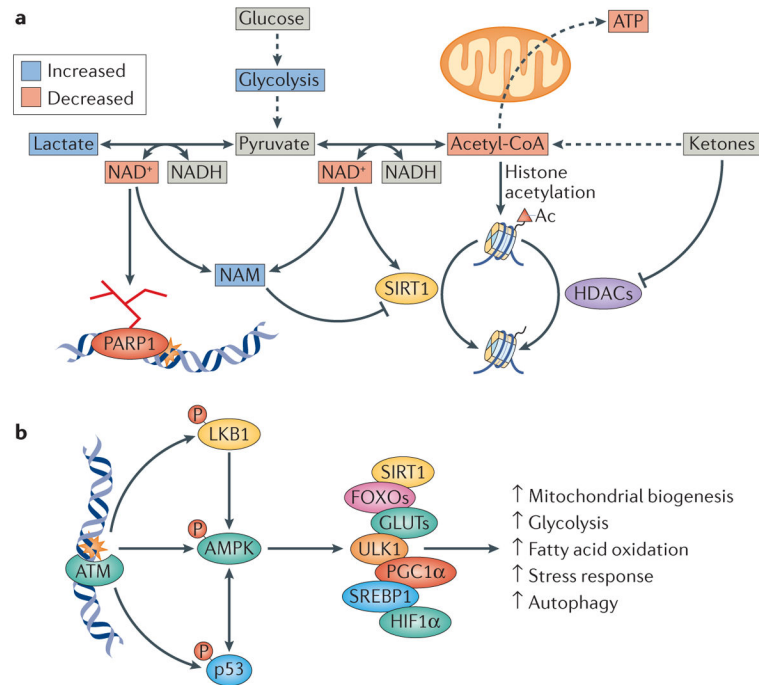 a
Increased
Decreased
Glucose
Glycolysis
ATP
Lactate
Pyruvate
Acetyl-CoA
Ketones
NAD⁺
NADH
NAD⁺
NADH
Histone
acetylation
Ac
NAM
SIRT1
HDACs
PARP1
b
P
LKB1
P
AMPK
ATM
P
p53
SIRT1
FOXOs
GLUTs
ULK1
PGC1α
SREBP1
HIF1α
↑ Mitochondrial biogenesis
↑ Glycolysis
↑ Fatty acid oxidation
↑ Stress response
↑ Autophagy